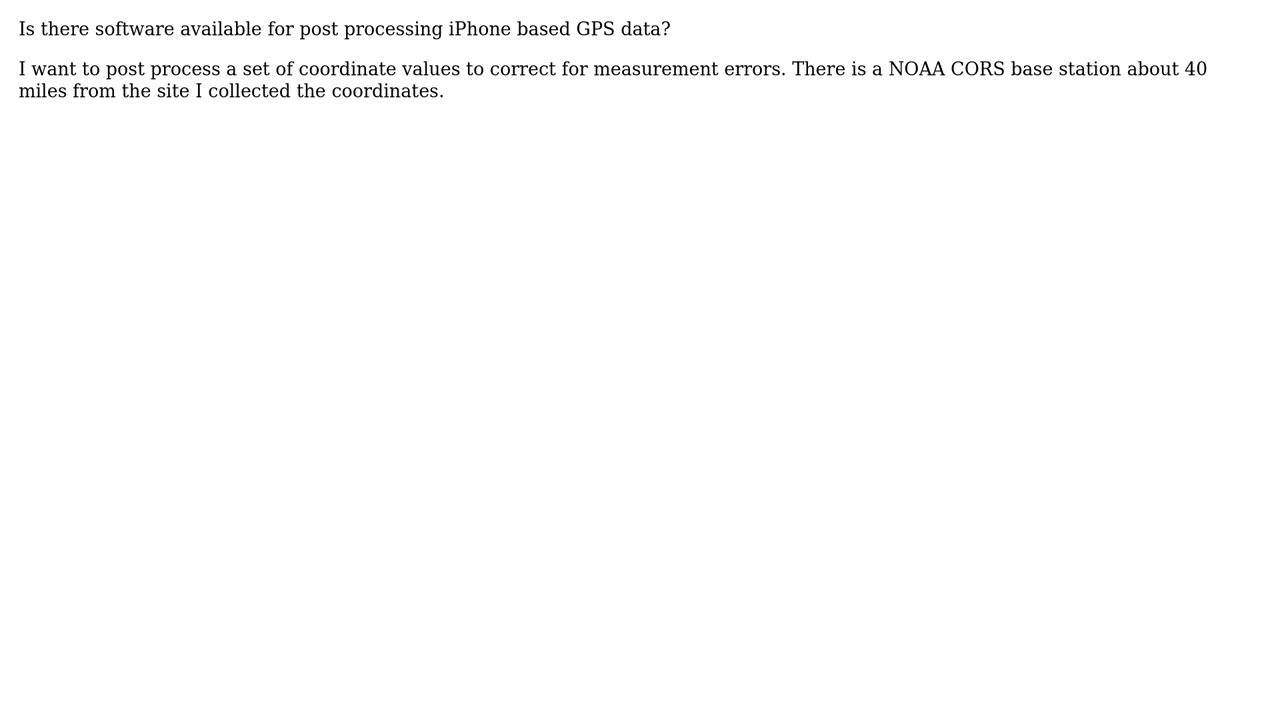 Is there software available for post processing iPhone based GPS data?
I want to post process a set of coordinate values to correct for measurement errors. There is a NOAA CORS base station about 40
miles from the site I collected the coordinates.